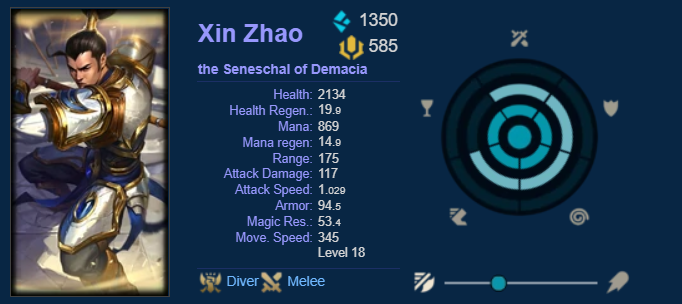 Xin Zhao
1350
585
the Seneschal of Demacia
Health: 2134
Health Regen.: 19.9
Mana: 869
Mana regen: 14.9
Range: 175
Attack Damage: 117
Attack Speed: 1.029
Armor: 94.5
Magic Res.: 53.4
Move. Speed: 345
Level 18
Diver Melee